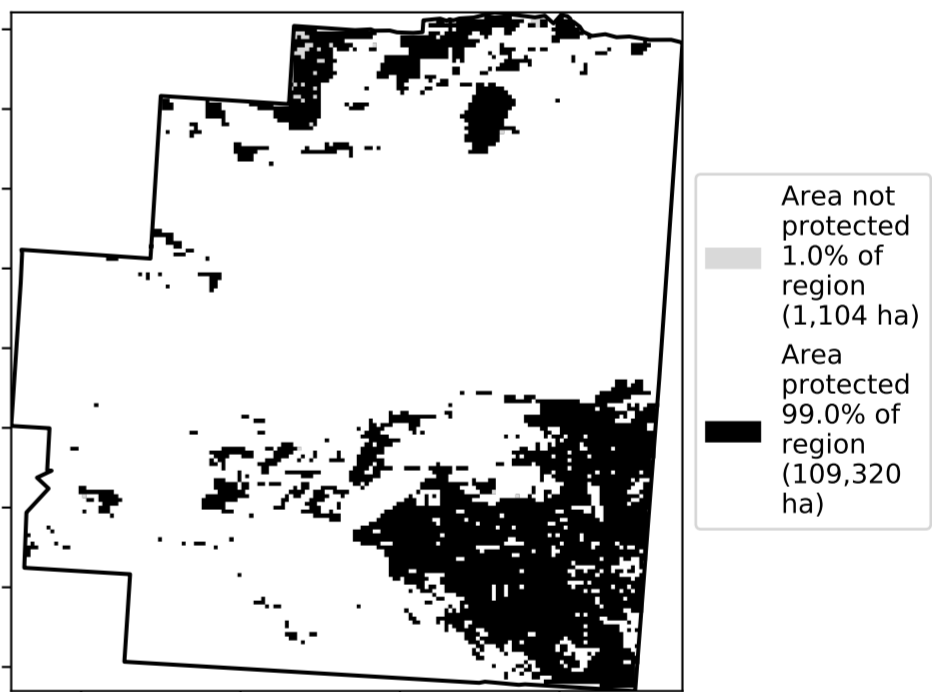 Area not
protected
1.0% of
region
(1,104 ha)
Area
protected
99.0% of
region
(109,320
ha)